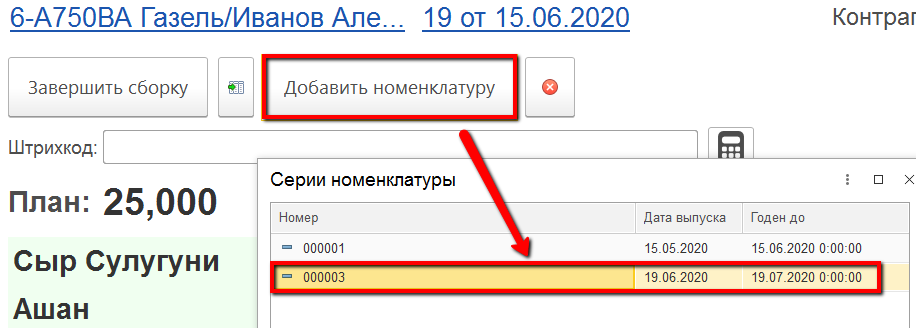 6-А750ВА Газель/Иванов Але... 19 от 15.06.2020 Контраг
Завершить сборку Добавить номенклатуру
Штрихкод:
План: 25,000
Серии номенклатуры
Номер Дата выпуска Годен до
000001 15.05.2020 15.06.2020 0:00:00
000003 19.06.2020 19.07.2020 0:00:00
Сыр Сулугуни
Ашан